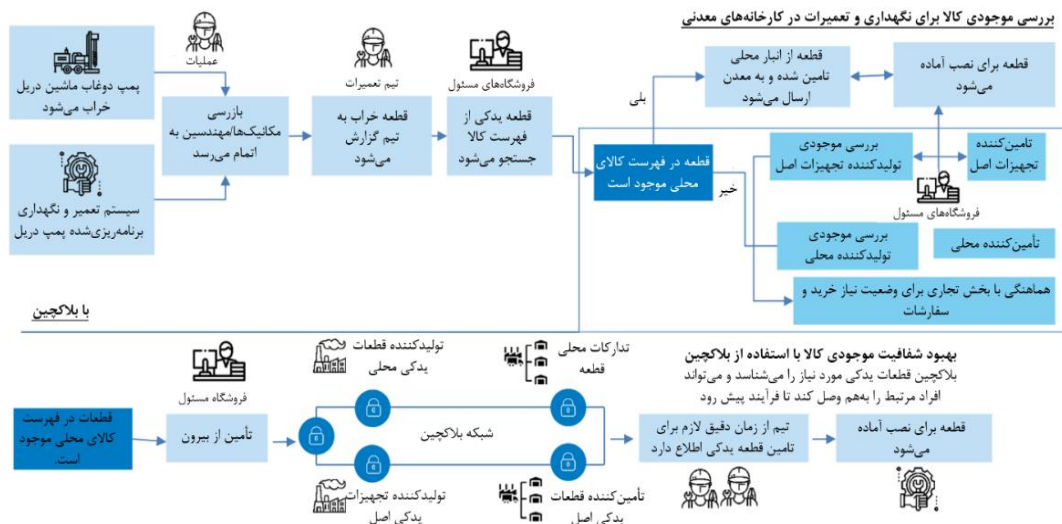 بررسی موجودی کالا برای نگهداری و تعمیرات در کارخانه‌های معدنی
پمپ دوغاب ماشین دریل
خراب می‌شود
سیستم تعمیر و نگهداری
برنامه‌ریزی‌شده پمپ دریل
عملیات
بازرسی
مکانیک‌ها/مهندسین به
اتمام می‌رسد
تیم تعمیرات
قطعه خراب به
تیم گزارش
می‌شود
فروشگاه‌های مسئول
قطعه یدکی از
فهرست کالا
جستجو می‌شود
قطعه در فهرست کالای
محلی موجود است
بلی
خیر
قطعه از انبار محلی
تامین شده و به معدن
ارسال می‌شود
قطعه برای نصب آماده
می‌شود
بررسی موجودی
تولیدکننده تجهیزات اصل
تامین‌کننده
تجهیزات اصل
فروشگاه‌های مسئول
بررسی موجودی
تولیدکننده محلی
تأمین‌کننده محلی
هماهنگی با بخش تجاری برای وضعیت نیاز خرید و
سفارشات
با بلاکچین
بهبود شفافیت موجودی کالا با استفاده از بلاکچین
بلاکچین قطعات یدکی مورد نیاز را می‌شناسد و می‌تواند
افراد مرتبط را به‌هم وصل کند تا فرآیند پیش رود
قطعات در فهرست
کالای محلی موجود
است.
فروشگاه مسئول
تأمین از بیرون
تولیدکننده قطعات
یدکی محلی
تدارکات محلی
قطعه
شبکه بلاکچین
تولیدکننده تجهیزات
یدکی اصل
تأمین‌کننده قطعات
یدکی اصل
تیم از زمان دقیق لازم برای
تامین قطعه یدکی اطلاع دارد
قطعه برای نصب آماده
می‌شود